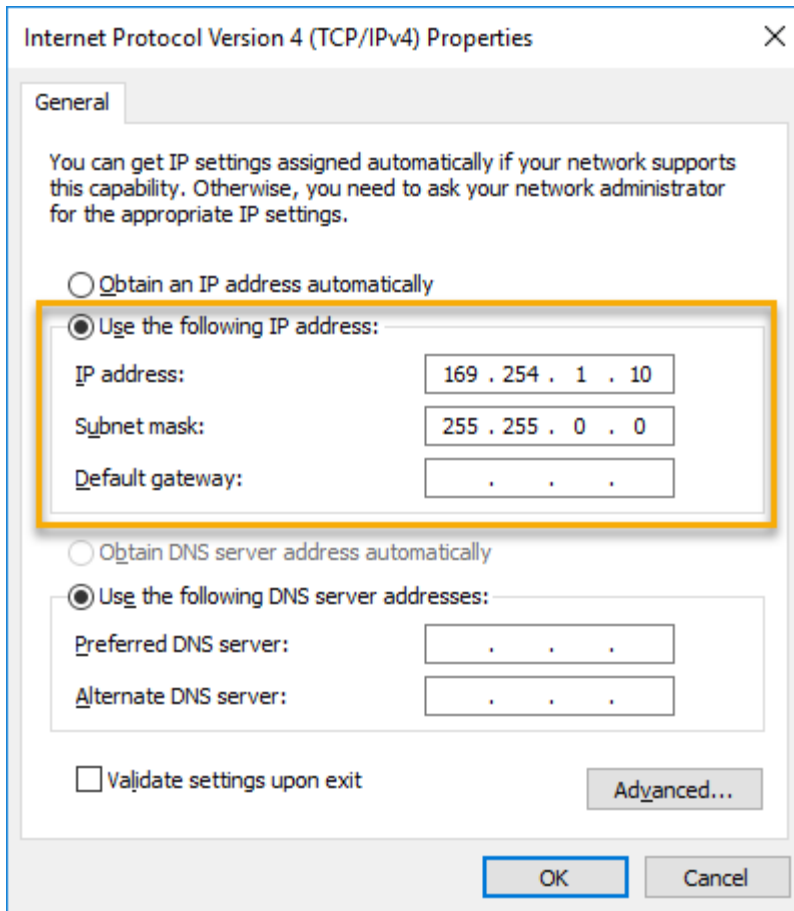 Internet Protocol Version 4 (TCP/IPv4) Properties
General
You can get IP settings assigned automatically if your network supports
this capability. Otherwise, you need to ask your network administrator
for the appropriate IP settings.
Obtain an IP address automatically
Use the following IP address:
IP address: 169 . 254 . 1 . 10
Subnet mask: 255 . 255 . 0 . 0
Default gateway: . . .
Obtain DNS server address automatically
Use the following DNS server addresses:
Preferred DNS server: . . .
Alternate DNS server: . . .
Validate settings upon exit
Advanced...
OK Cancel